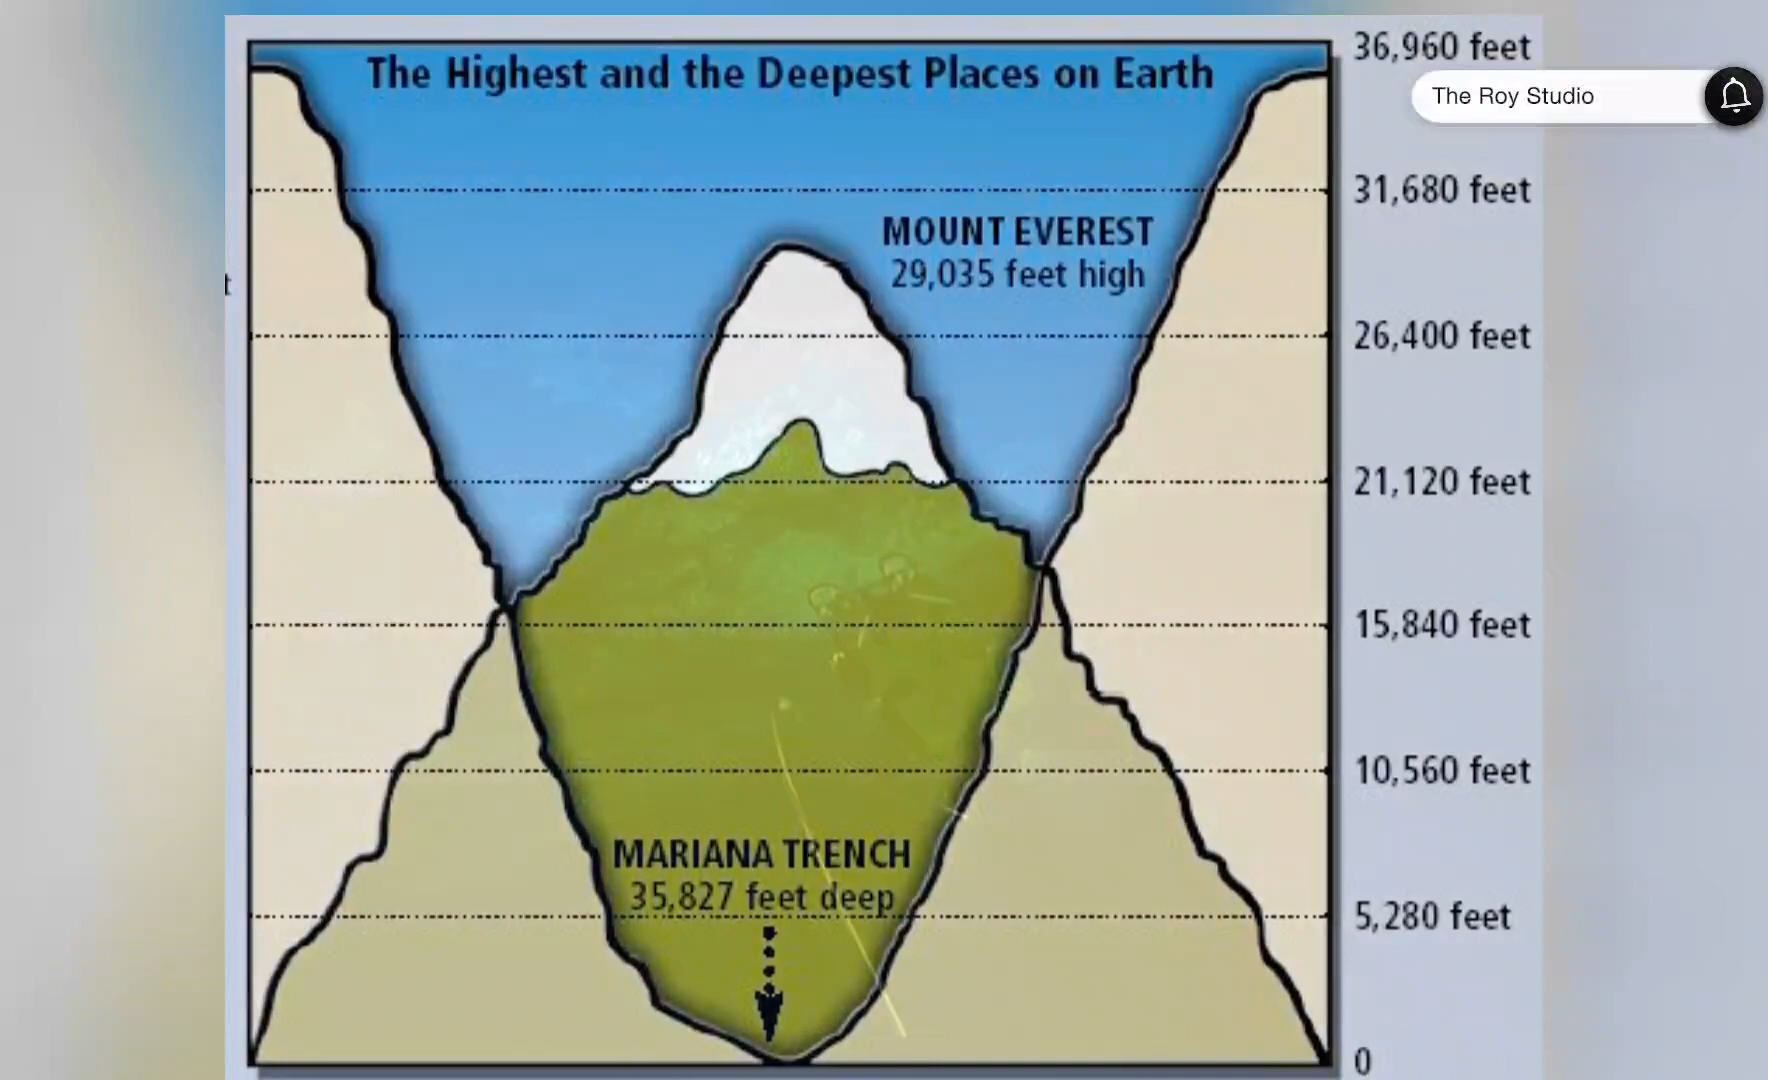 The Highest and the Deepest Places on Earth
36,960 feet
The Roy Studio
31,680 feet
MOUNT EVEREST
29,035 feet high
t
26,400 feet
21,120 feet
15,840 feet
10,560 feet
MARIANA TRENCH
35,827 feet deep
5,280 feet
0